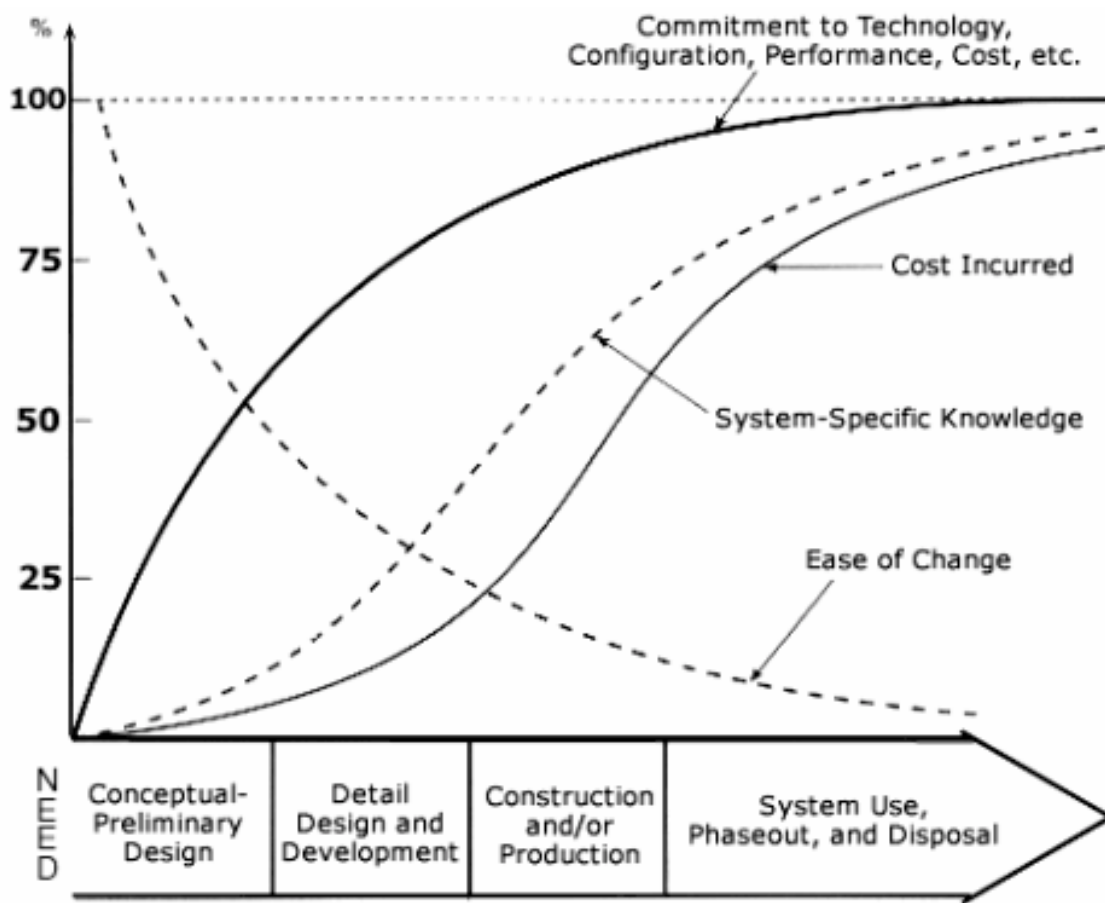 %
Commitment to Technology,
Configuration, Performance, Cost, etc.
100
75
Cost Incurred
50
System-Specific Knowledge
Ease of Change
25
NEED
Conceptual-
Preliminary
Design
Detail
Design and
Development
Construction
and/or
Production
System Use,
Phaseout, and Disposal